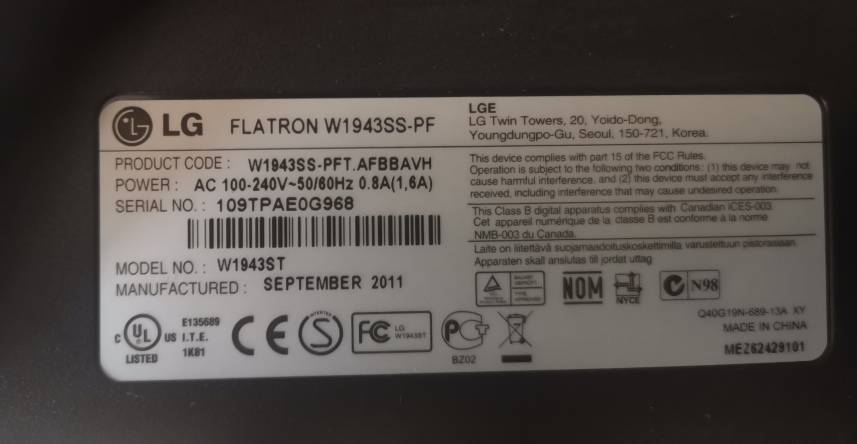 LG FLATRON W1943SS-PF
LGE
LG Twin Towers, 20, Yoido-Dong,
Youngdungpo-Gu, Seoul, 150-721, Korea.
PRODUCT CODE : W1943SS-PFT.AFBBAVH
POWER : AC 100-240V~50/60Hz 0.8A(1,6A)
SERIAL NO. : 109TPAE0G968
MODEL NO. : W1943ST
MANUFACTURED : SEPTEMBER 2011
This device complies with part 15 of the FCC Rules.
Operation is subject to the following two conditions: (1) this device may not
cause harmful interference, and (2) this device must accept any interference
received, including interference that may cause undesired operation.
This Class B digital apparatus complies with Canadian ICES-003.
Cet appareil numérique de la classe B est conforme à la norme
NMB-003 du Canada.
Laite on liitettävä suojamaadoituskoskettimilla varustettuun pistorasiaan.
Apparaten skall anslutas till jordat uttag
NOM
NYCE
N98
C UL US
LISTED
E135689
I.T.E.
1K81
CE
S
FC
LG
W1943ST
PCT
BZ02
Q40G19N-689-13A XY
MADE IN CHINA
MEZ62429101